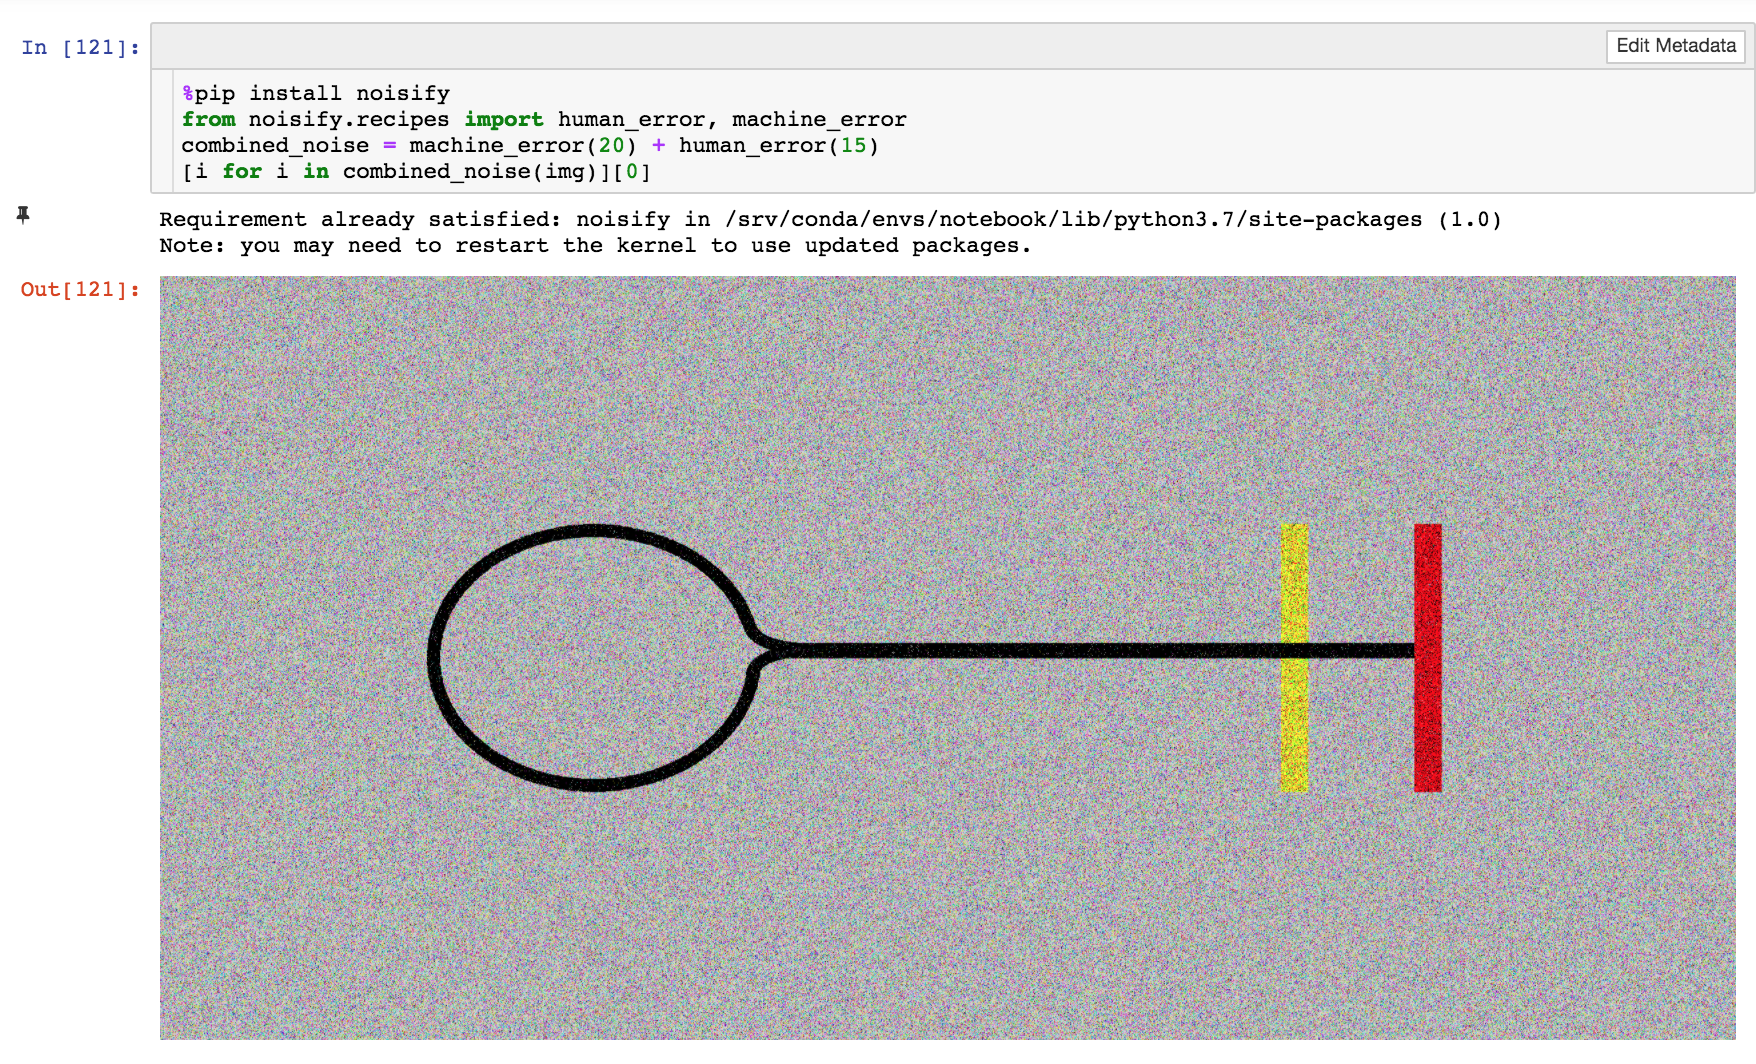 In [121]:
Edit Metadata
%pip install noisify
from noisify.recipes import human_error, machine_error
combined_noise = machine_error(20) + human_error(15)
[i for i in combined_noise(img)][0]
Requirement already satisfied: noisify in /srv/conda/envs/notebook/lib/python3.7/site-packages (1.0)
Note: you may need to restart the kernel to use updated packages.
Out[121]: